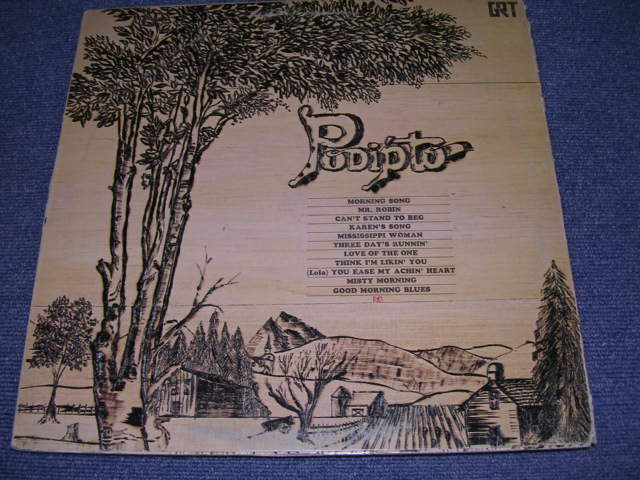 GRT
Podipto
MORNING SONG
MR. ROBIN
CAN'T STAND TO BEG
KAREN'S SONG
MISSISSIPPI WOMAN
THREE DAY'S RUNNIN'
LOVE OF THE ONE
THINK I'M LIKIN' YOU
(Lola) YOU EASE MY ACHIN' HEART
MISTY MORNING
GOOD MORNING BLUES